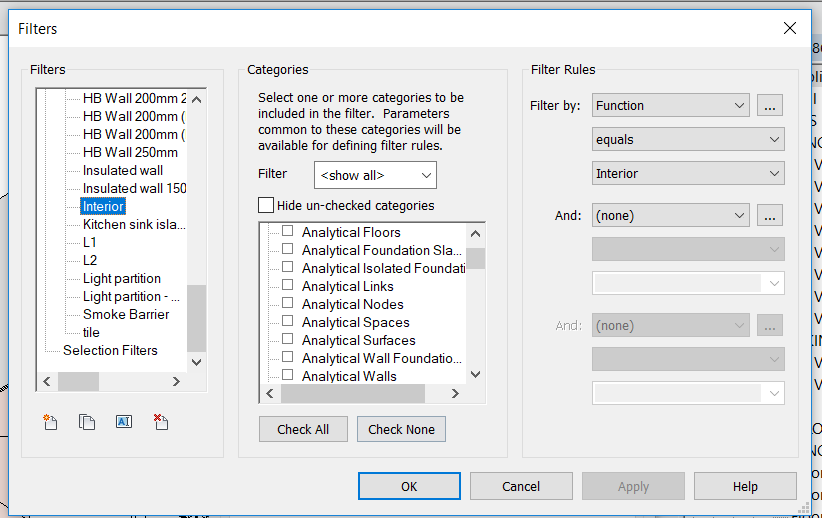 Filters
Filters
HB Wall 200mm 2
HB Wall 200mm (
HB Wall 200mm (
HB Wall 250mm
Insulated wall
Insulated wall 150
Interior
Kitchen sink isla...
L1
L2
Light partition
Light partition - ...
Smoke Barrier
tile
Selection Filters
Categories
Select one or more categories to be
included in the filter. Parameters
common to these categories will be
available for defining filter rules.
Filter
<show all>
Hide un-checked categories
Analytical Floors
Analytical Foundation Sla...
Analytical Isolated Foundati
Analytical Links
Analytical Nodes
Analytical Spaces
Analytical Surfaces
Analytical Wall Foundatio...
Analytical Walls
Check All
Check None
Filter Rules
Filter by:
Function
...
equals
Interior
And:
(none)
...
And:
(none)
...
OK
Cancel
Apply
Help